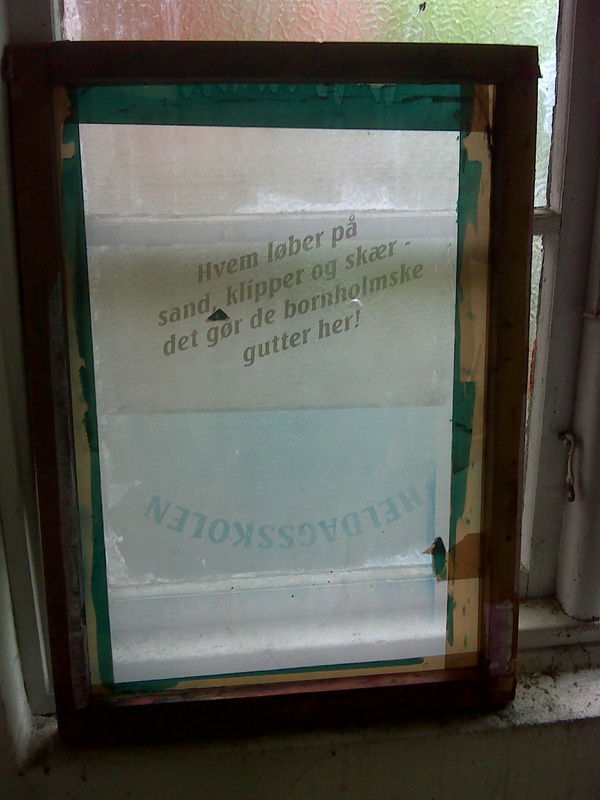 Hvem løber på
sand, klipper og skær -
det gør de bornholmske
gutter her!
HELDAGSSKOLEN